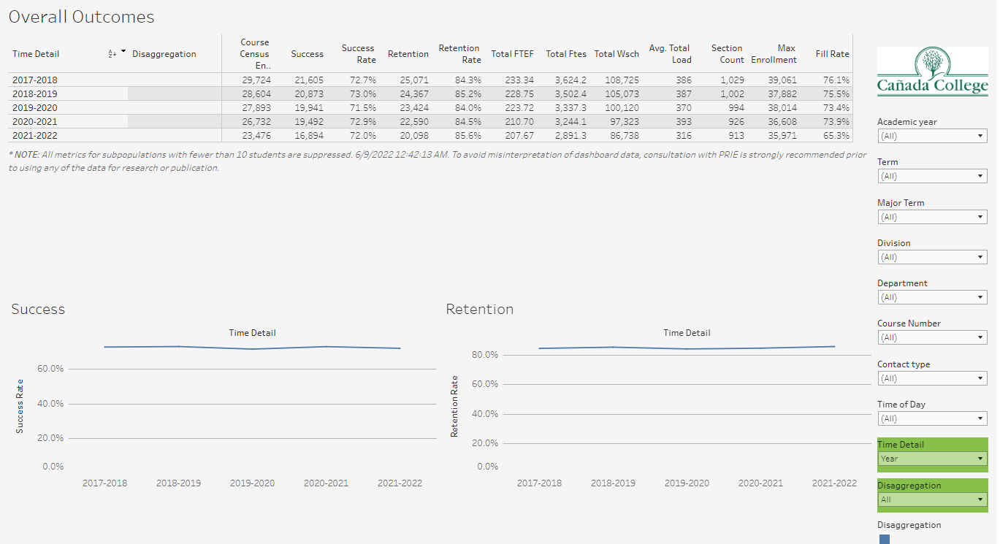 Overall Outcomes
Time Detail Disaggregation Course Census En.. Success Success Rate Retention Retention Rate Total FTEF Total Ftes Total Wsch Avg. Total Load Section Count Max Enrollment Fill Rate
2017-2018 29,724 21,605 72.7% 25,071 84.3% 233.34 3,624.2 108,725 386 1,029 39,061 76.1%
2018-2019 28,604 20,873 73.0% 24,367 85.2% 228.75 3,502.4 105,073 387 1,002 37,882 75.5%
2019-2020 27,893 19,941 71.5% 23,424 84.0% 223.72 3,337.3 100,120 370 994 38,014 73.4%
2020-2021 26,732 19,492 72.9% 22,590 84.5% 210.70 3,244.1 97,323 393 926 36,608 73.9%
2021-2022 23,476 16,894 72.0% 20,098 85.6% 207.67 2,891.3 86,738 316 913 35,971 65.3%
* NOTE: All metrics for subpopulations with fewer than 10 students are suppressed. 6/9/2022 12:42:13 AM. To avoid misinterpretation of dashboard data, consultation with PRIE is strongly recommended prior
to using any of the data for research or publication.
Success
Time Detail
Success Rate
60.0%
40.0%
20.0%
0.0%
2017-2018 2018-2019 2019-2020 2020-2021 2021-2022
Retention
Time Detail
Retention Rate
80.0%
60.0%
40.0%
20.0%
0.0%
2017-2018 2018-2019 2019-2020 2020-2021 2021-2022
Cañada College
Academic year
(All)
Term
(All)
Major Term
(All)
Division
(All)
Department
(All)
Course Number
(All)
Contact type
(All)
Time of Day
(All)
Time Detail
Year
Disaggregation
All
Disaggregation